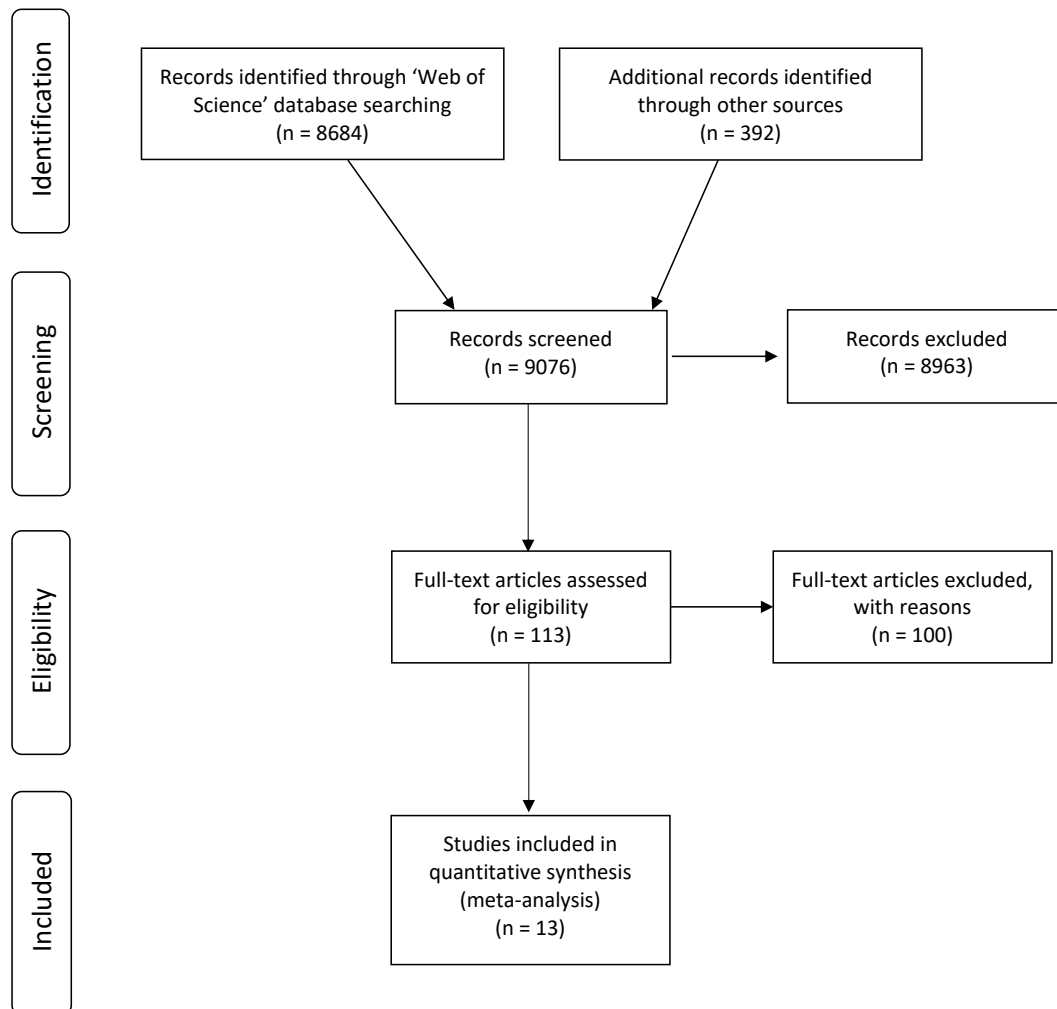 Identification
Records identified through ‘Web of
Science’ database searching
(n = 8684)
Additional records identified
through other sources
(n = 392)
Screening
Records screened
(n = 9076)
Records excluded
(n = 8963)
Eligibility
Full-text articles assessed
for eligibility
(n = 113)
Full-text articles excluded,
with reasons
(n = 100)
Included
Studies included in
quantitative synthesis
(meta-analysis)
(n = 13)